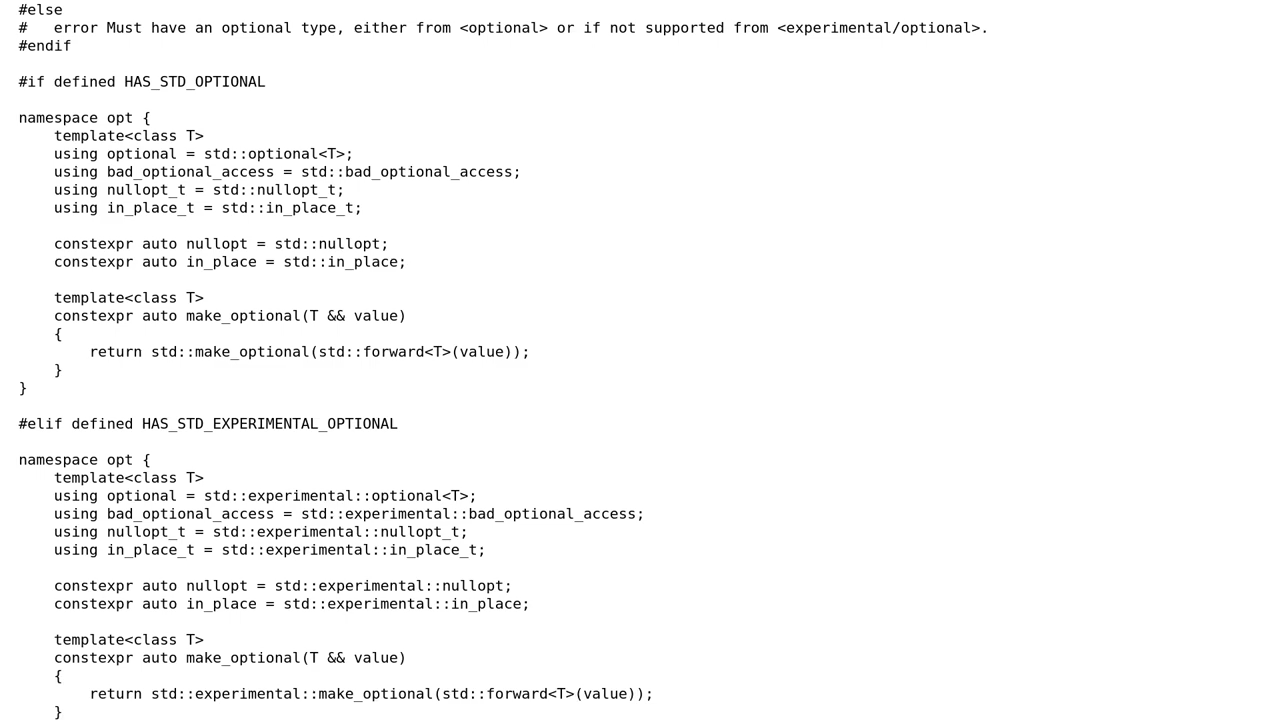 #else
#   error Must have an optional type, either from <optional> or if not supported from <experimental/optional>.
#endif

#if defined HAS_STD_OPTIONAL

namespace opt {
    template<class T>
    using optional = std::optional<T>;
    using bad_optional_access = std::bad_optional_access;
    using nullopt_t = std::nullopt_t;
    using in_place_t = std::in_place_t;

    constexpr auto nullopt = std::nullopt;
    constexpr auto in_place = std::in_place;

    template<class T>
    constexpr auto make_optional(T && value)
    {
        return std::make_optional(std::forward<T>(value));
    }
}

#elif defined HAS_STD_EXPERIMENTAL_OPTIONAL

namespace opt {
    template<class T>
    using optional = std::experimental::optional<T>;
    using bad_optional_access = std::experimental::bad_optional_access;
    using nullopt_t = std::experimental::nullopt_t;
    using in_place_t = std::experimental::in_place_t;

    constexpr auto nullopt = std::experimental::nullopt;
    constexpr auto in_place = std::experimental::in_place;

    template<class T>
    constexpr auto make_optional(T && value)
    {
        return std::experimental::make_optional(std::forward<T>(value));
    }